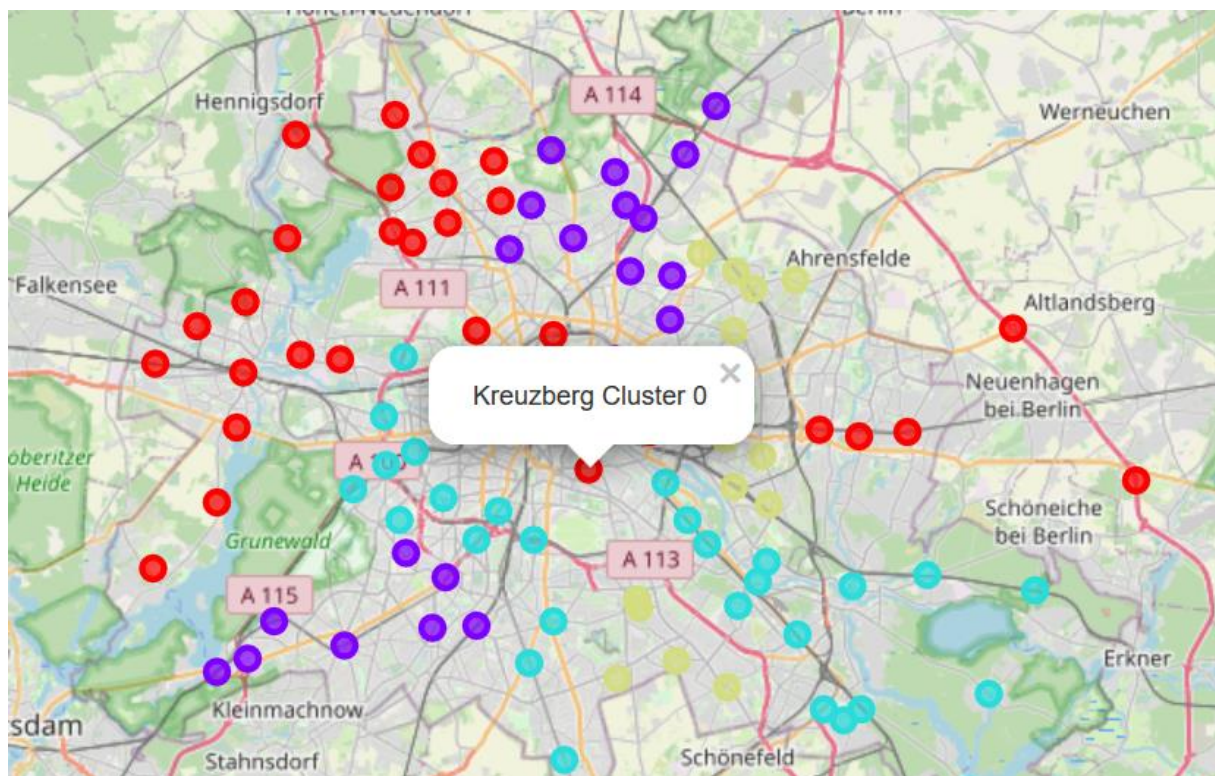 Hennigsdorf
A 114
Werneuchen
Ahrensfelde
Falkensee
A 111
Altlandsberg
Kreuzberg Cluster 0
×
Neuenhagen
bei Berlin
Heide
Schöneiche
bei Berlin
Grunewald
A 113
A 115
Erkner
Kleinmachnow
sdam
Stahnsdorf
Schönefeld